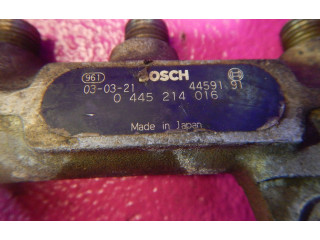 961 BOSCH
03-03-21 44591 91
0 445 214 016
Made in Japan